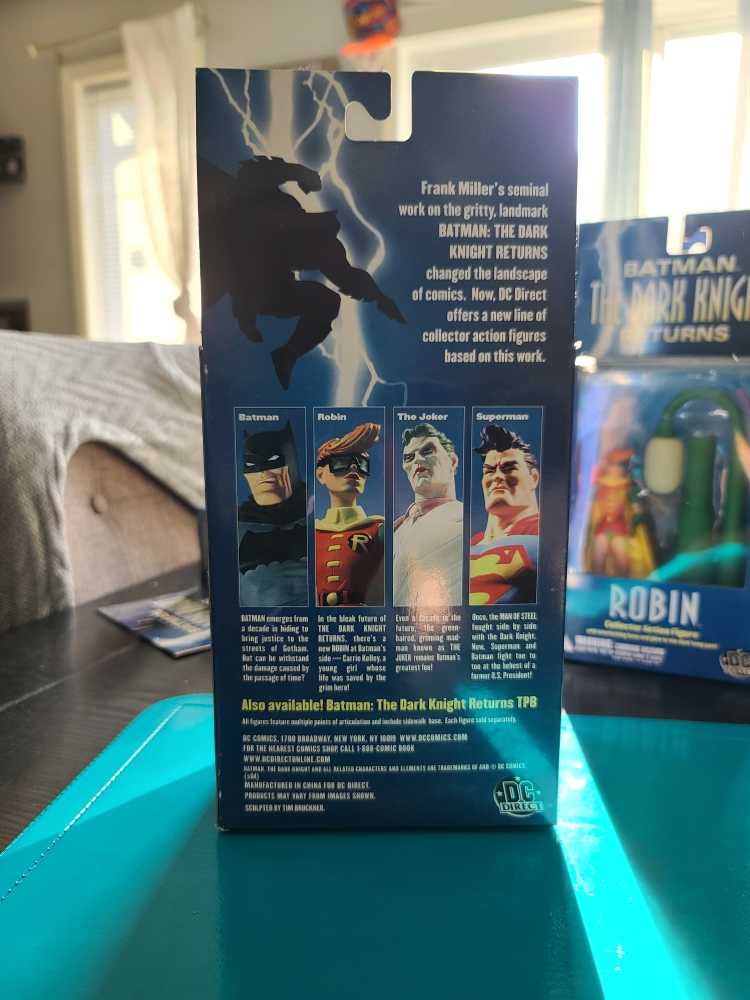 Frank Miller's seminal
work on the gritty, landmark
BATMAN: THE DARK
KNIGHT RETURNS
changed the landscape
of comics. Now, DC Direct
offers a new line of
collector action figures
based on this work.
Batman
Robin
The Joker
Superman
BATMAN emerges from
a decade in hiding to
bring justice to the
streets of Gotham.
But can he withstand
the damage caused by
the passage of time?
In the bleak future of
THE DARK KNIGHT
RETURNS, there's a
new ROBIN at Batman's
side — Carrie Kelley, a
young girl whose
life was saved by the
grim hero!
Even a decade in the
future, the green-
haired, grinning mad-
man known as THE
JOKER remains Batman's
greatest foe!
Once, the MAN OF STEEL
fought side by side
with the Dark Knight.
Now, Superman and
Batman fight toe to
toe at the behest of a
former U.S. President!
Also available! Batman: The Dark Knight Returns TPB
All figures feature multiple points of articulation and include sidewalk base. Each figure sold separately.
DC COMICS, 1700 BROADWAY, NEW YORK, NY 10019 WWW.DCCOMICS.COM
FOR THE NEAREST COMICS SHOP, CALL 1-888-COMIC BOOK
WWW.DCDIRECTONLINE.COM
BATMAN, THE DARK KNIGHT AND ALL RELATED CHARACTERS AND ELEMENTS ARE TRADEMARKS OF AND © DC COMICS.
(s04)
MANUFACTURED IN CHINA FOR DC DIRECT.
PRODUCTS MAY VARY FROM IMAGES SHOWN.
SCULPTED BY TIM BRUCKNER.
DC
DIRECT
BATMAN
THE DARK KNIG
RETURNS
ROBIN
Collector Action Figure
DC